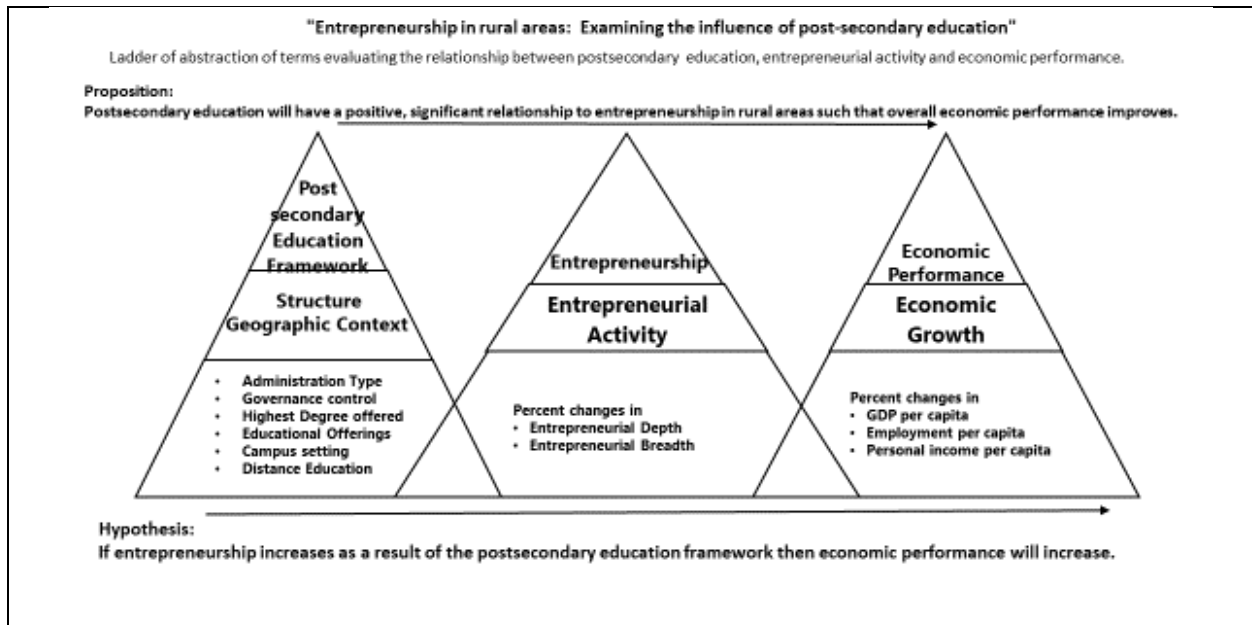 "Entrepreneurship in rural areas:  Examining the influence of post-secondary education"
Ladder of abstraction of terms evaluating the relationship between postsecondary education, entrepreneurial activity and economic performance.
Proposition:
Postsecondary education will have a positive, significant relationship to entrepreneurship in rural areas such that overall economic performance improves.
Post
secondary
Education
Framework
Structure
Geographic Context
• Administration Type
• Governance control
• Highest Degree offered
• Educational Offerings
• Campus setting
• Distance Education
Entrepreneurship
Entrepreneurial
Activity
Percent changes in
• Entrepreneurial Depth
• Entrepreneurial Breadth
Economic
Performance
Economic
Growth
Percent changes in
• GDP per capita
• Employment per capita
• Personal income per capita
Hypothesis:
If entrepreneurship increases as a result of the postsecondary education framework then economic performance will increase.